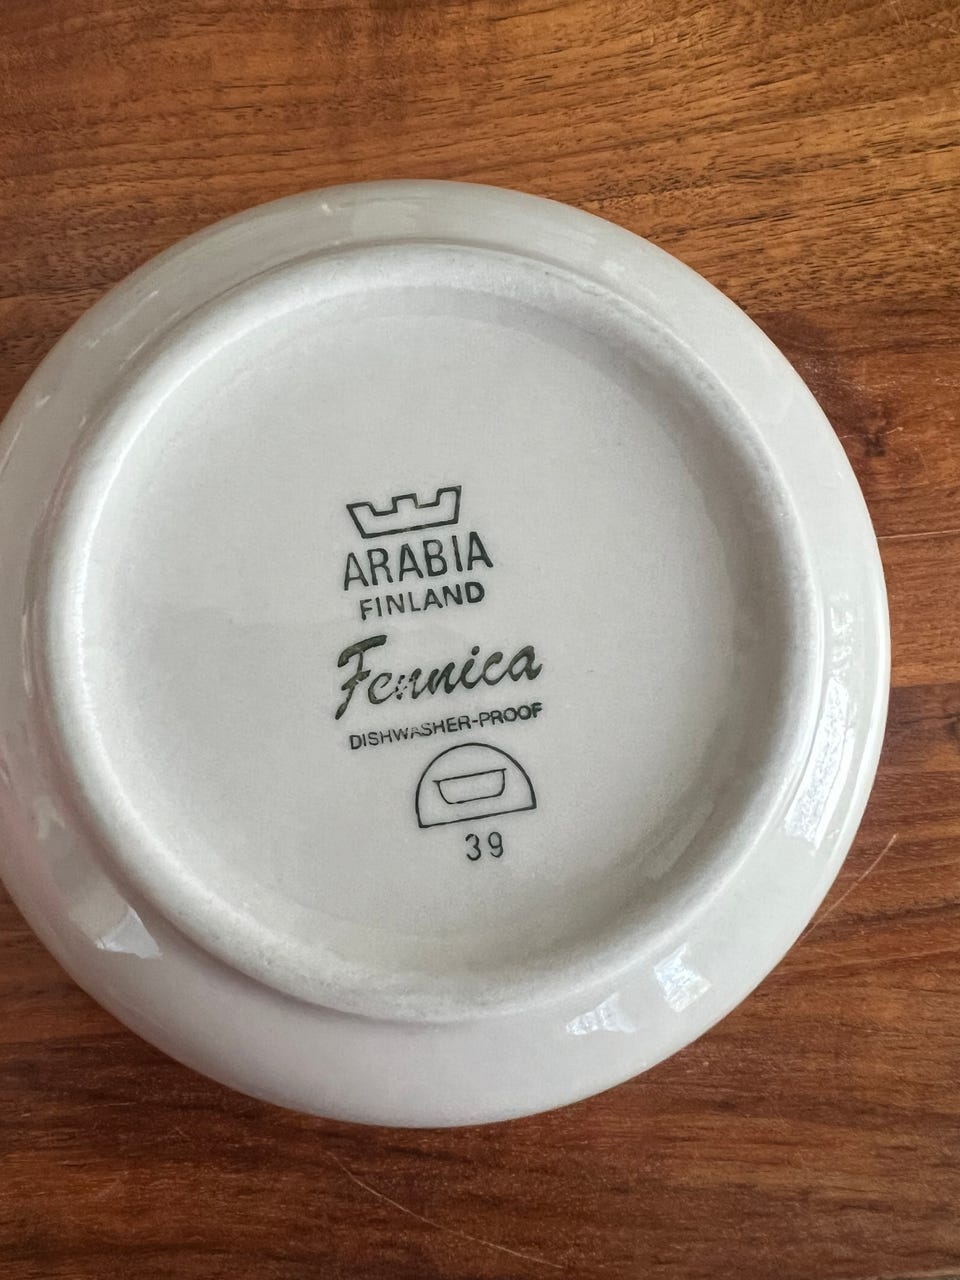 ARABIA
FINLAND
Fennica
DISHWASHER-PROOF
39